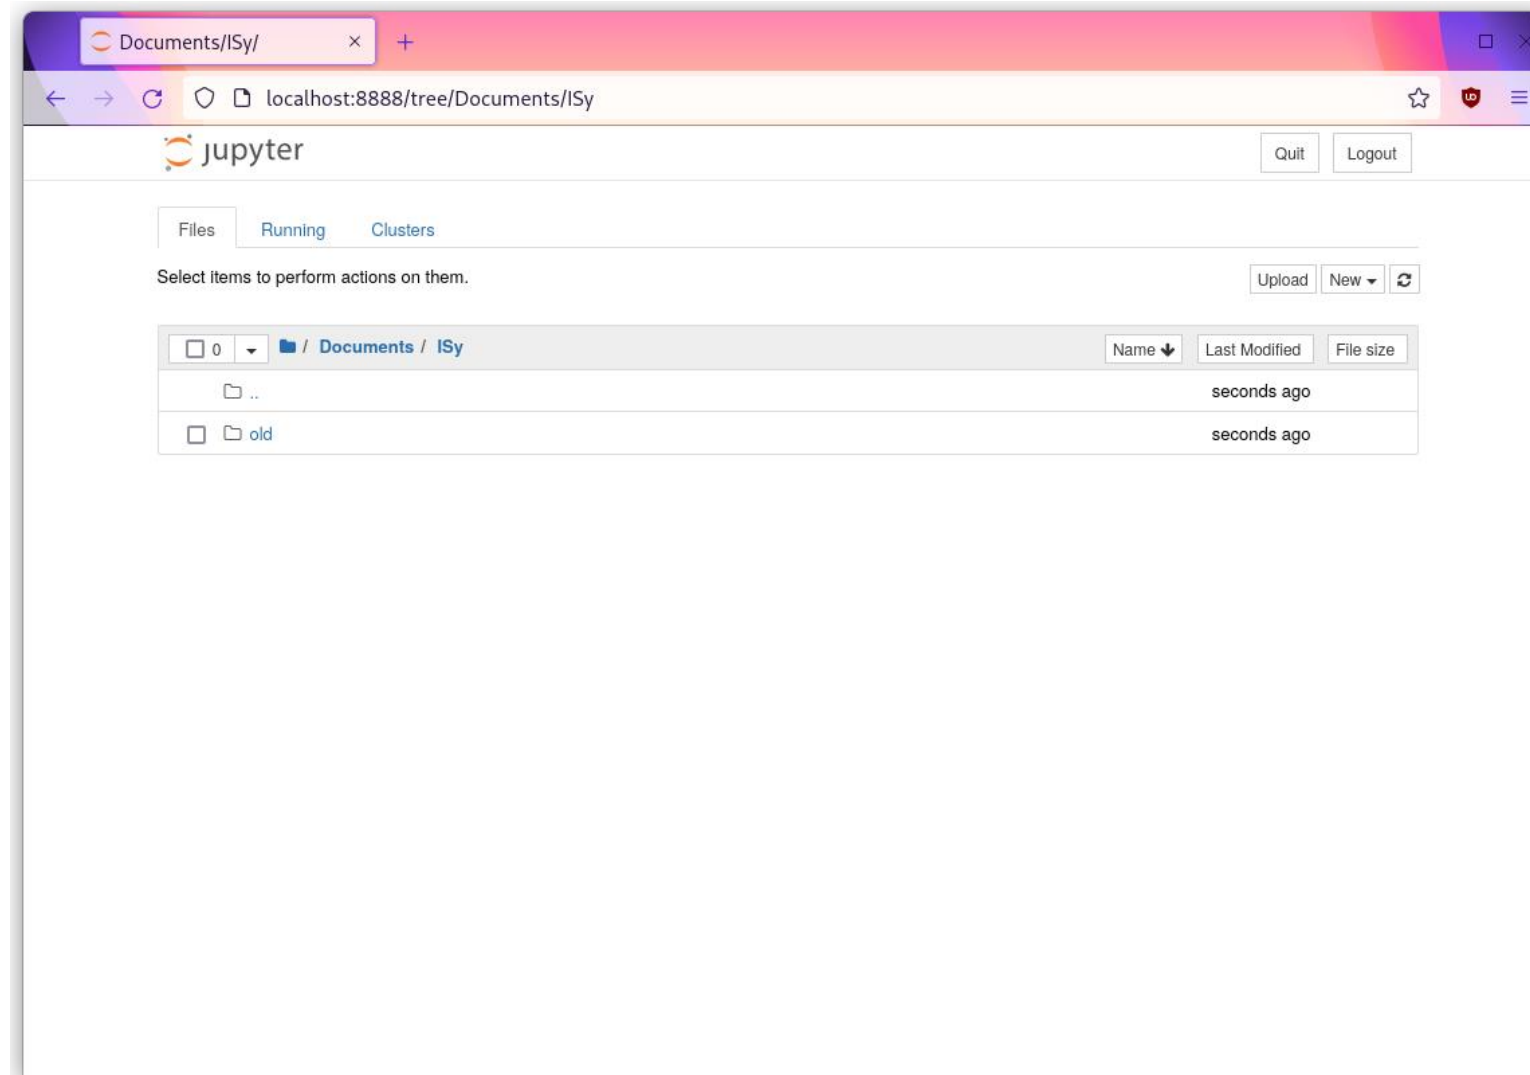 Documents/ISy/
localhost:8888/tree/Documents/ISy
jupyter
Quit Logout
Files Running Clusters
Select items to perform actions on them.
Upload New
0 / Documents / ISy Name Last Modified File size
.. seconds ago
old seconds ago